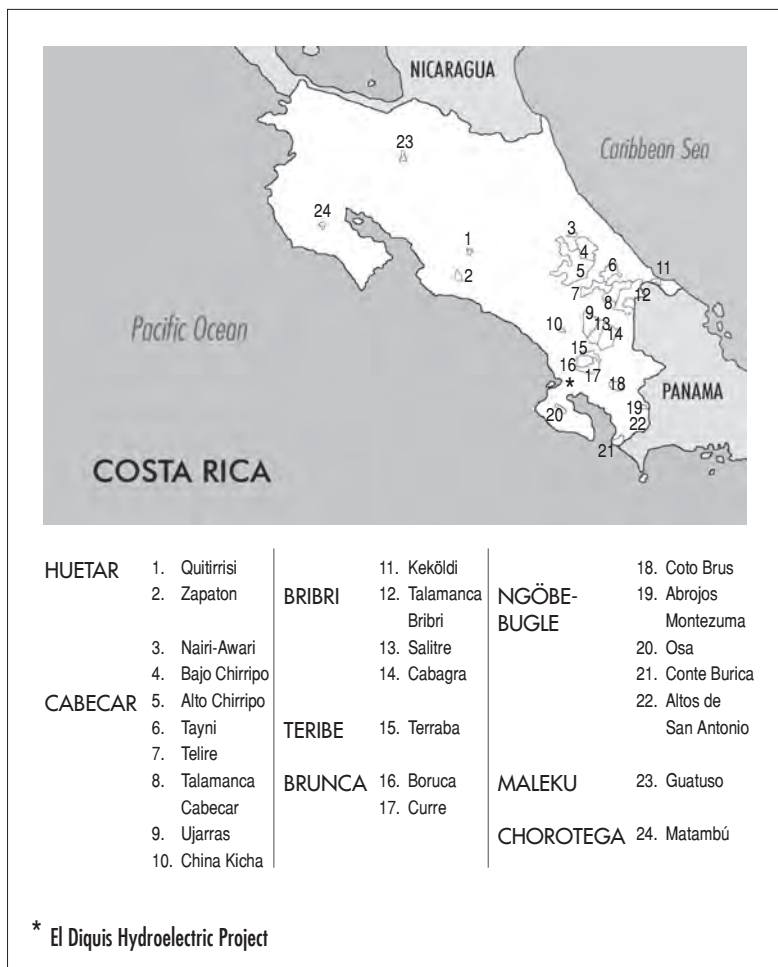 NICARAGUA
Caribbean Sea
23
24
1
2
3
4
5
6
7
8
11
12
9
13
10
14
15
16
17
*
18
Pacific Ocean
PANAMA
19
20
22
21
COSTA RICA
HUETAR
1. Quitirrisi
2. Zapaton
CABECAR
3. Nairi-Awari
4. Bajo Chirripo
5. Alto Chirripo
6. Tayni
7. Telire
8. Talamanca
Cabecar
9. Ujarras
10. China Kicha
BRIBRI
11. Keköldi
12. Talamanca
Bribri
13. Salitre
14. Cabagra
TERIBE
15. Terraba
BRUNCA
16. Boruca
17. Curre
NGÖBE-
BUGLE
18. Coto Brus
19. Abrojos
Montezuma
20. Osa
21. Conte Burica
22. Altos de
San Antonio
MALEKU
23. Guatuso
CHOROTEGA
24. Matambú
* El Diquis Hydroelectric Project